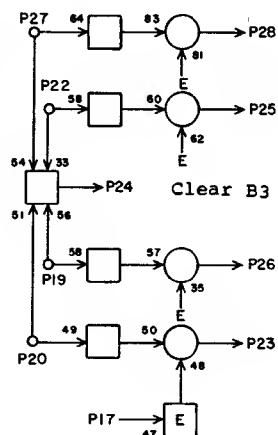 P27 64 83 P28
81
E
P22 58 60 P25
62
54 33 E
P24 Clear B3
51 56
58 57 P26
P19 35
E
49 50 P23
P20 48
P17 E
47